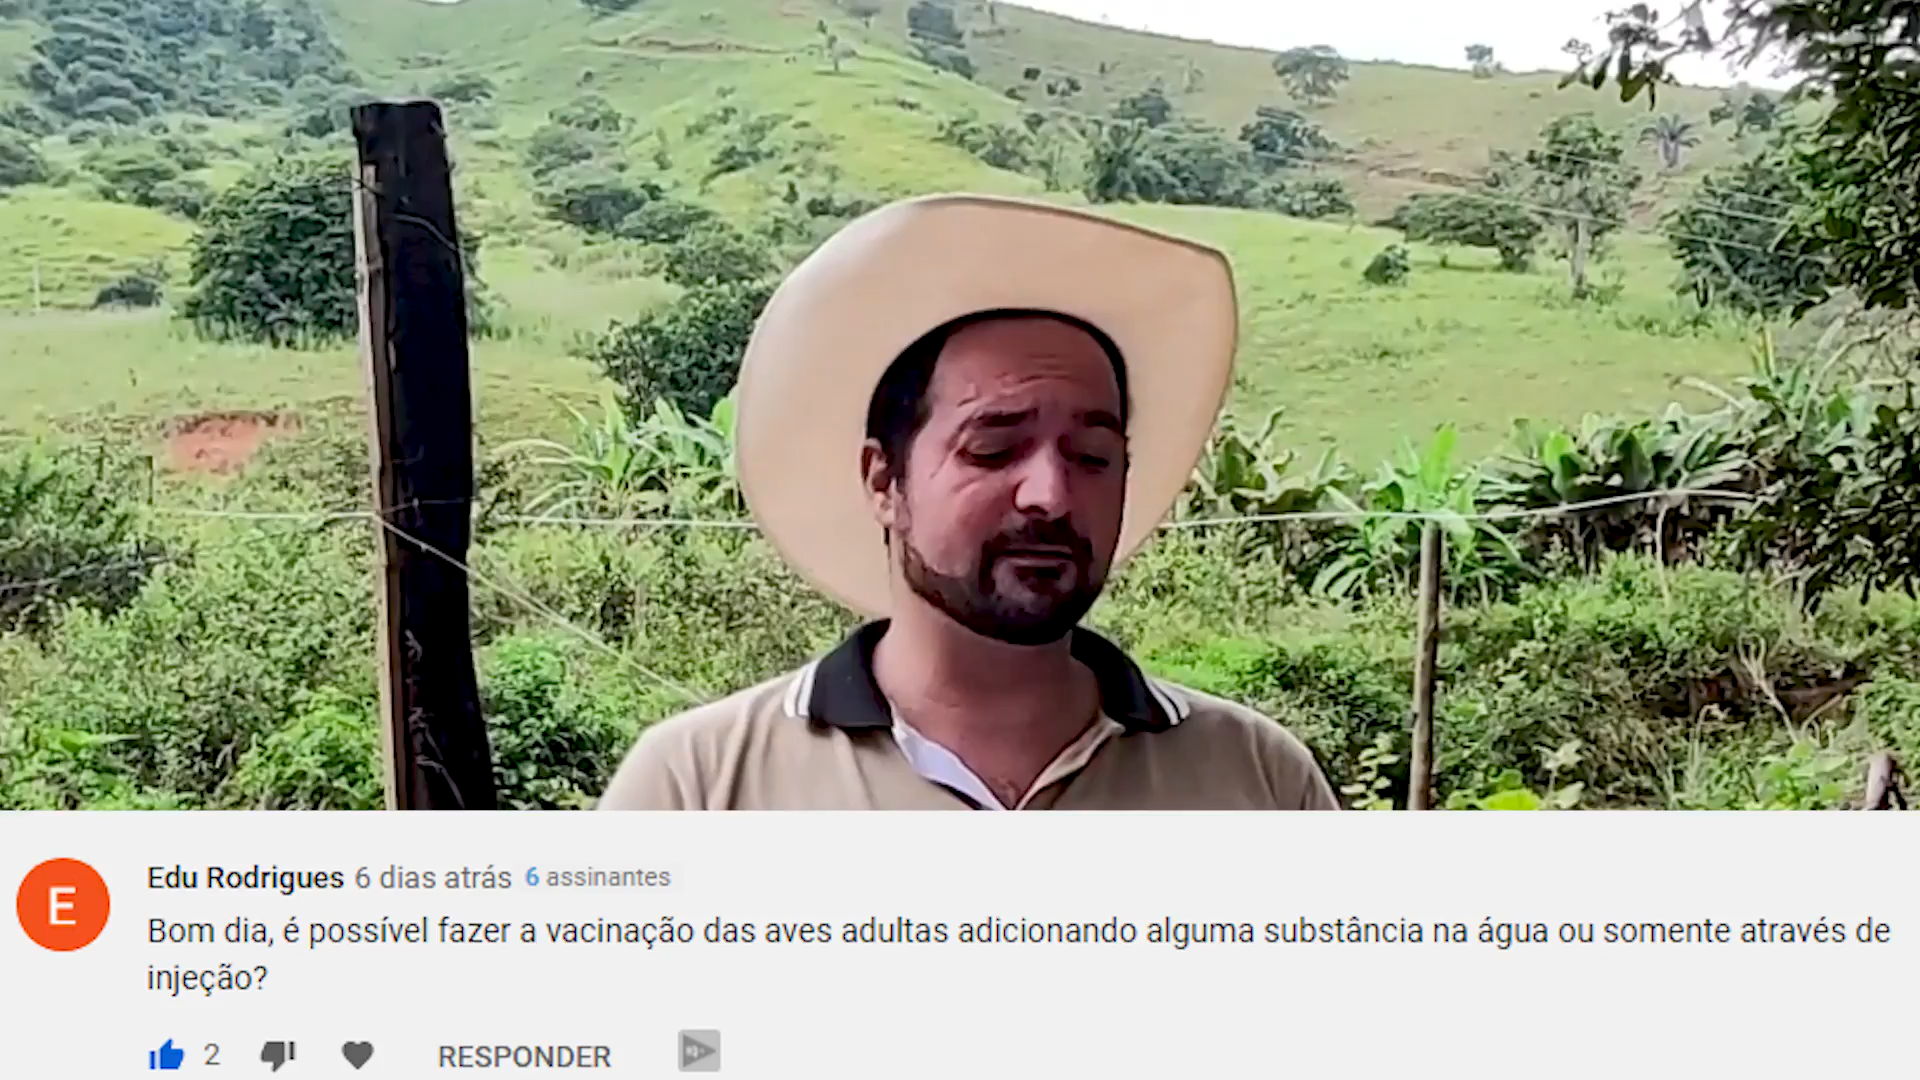 E
Edu Rodrigues 6 dias atrás 6 assinantes
Bom dia, é possível fazer a vacinação das aves adultas adicionando alguma substância na água ou somente através de
injeção?
2 RESPONDER